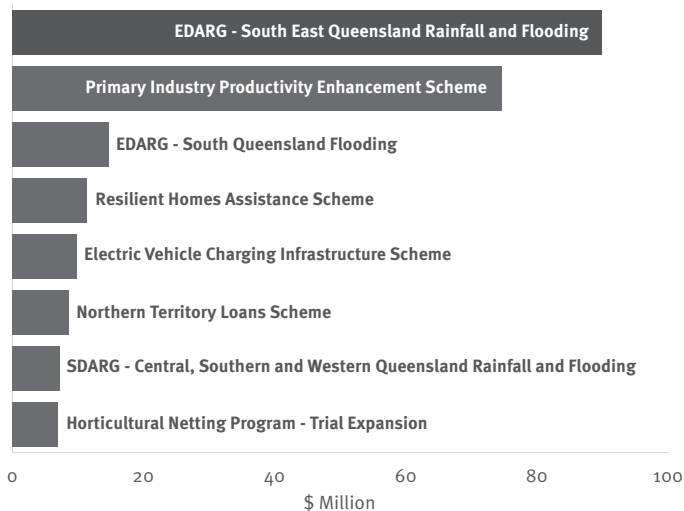 EDARG - South East Queensland Rainfall and Flooding
Primary Industry Productivity Enhancement Scheme
EDARG - South Queensland Flooding
Resilient Homes Assistance Scheme
Electric Vehicle Charging Infrastructure Scheme
Northern Territory Loans Scheme
SDARG - Central, Southern and Western Queensland Rainfall and Flooding
Horticultural Netting Program - Trial Expansion
0 20 40 60 80 100
$ Million